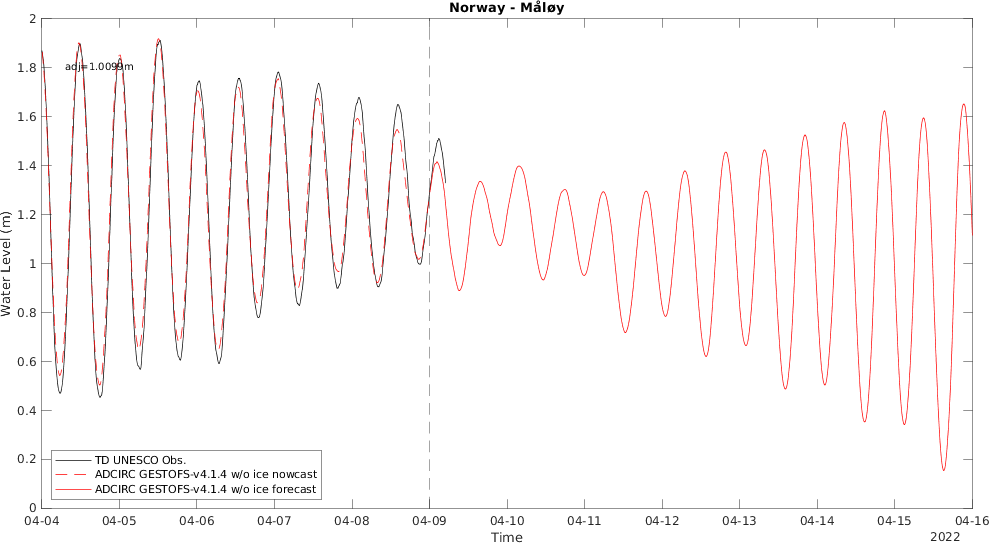 Norway - Måløy
2
1.8
1.6
1.4
1.2
1
0.8
0.6
0.4
0.2
0
Water Level (m)
adj=1.0099m
TD UNESCO Obs.
ADCIRC GESTOFS-v4.1.4 w/o ice nowcast
ADCIRC GESTOFS-v4.1.4 w/o ice forecast
04-04 04-05 04-06 04-07 04-08 04-09 04-10 04-11 04-12 04-13 04-14 04-15 04-16
Time
2022